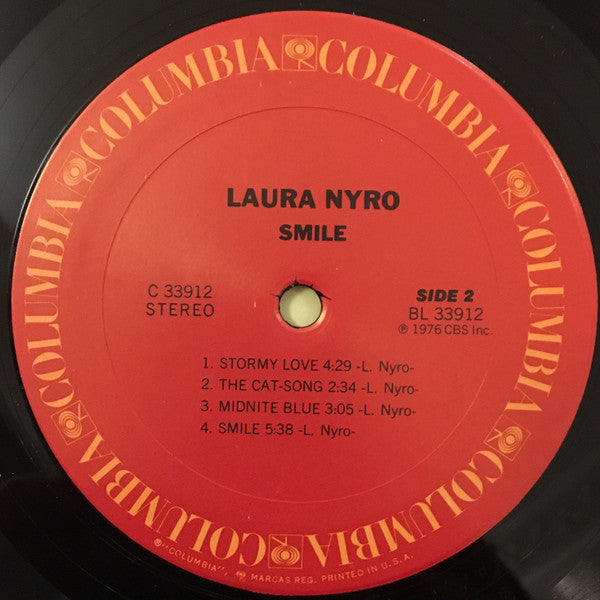 COLUMBIA COLUMBIA COLUMBIA COLUMBIA COLUMBIA COLUMBIA
LAURA NYRO
SMILE
C 33912
STEREO
SIDE 2
BL 33912
℗ 1976 CBS Inc.
1. STORMY LOVE 4:29 -L. Nyro-
2. THE CAT-SONG 2:34 -L. Nyro-
3. MIDNITE BLUE 3:05 -L. Nyro-
4. SMILE 5:38 -L. Nyro-
®"COLUMBIA", MARCAS REG. PRINTED IN U.S.A.